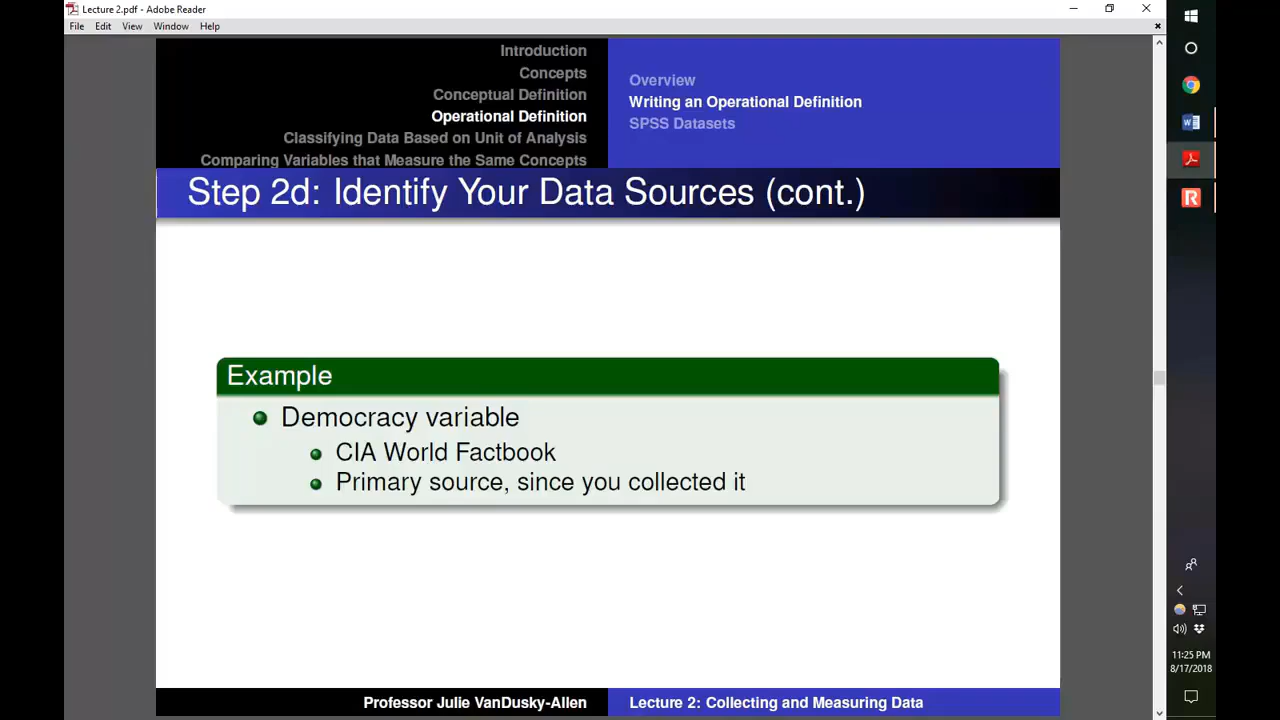 Lecture 2.pdf - Adobe Reader
File Edit View Window Help
Introduction
Concepts
Conceptual Definition
Operational Definition
Classifying Data Based on Unit of Analysis
Comparing Variables that Measure the Same Concepts
Overview
Writing an Operational Definition
SPSS Datasets
Step 2d: Identify Your Data Sources (cont.)
Example
Democracy variable
CIA World Factbook
Primary source, since you collected it
Professor Julie VanDusky-Allen
Lecture 2: Collecting and Measuring Data
11:25 PM
8/17/2018